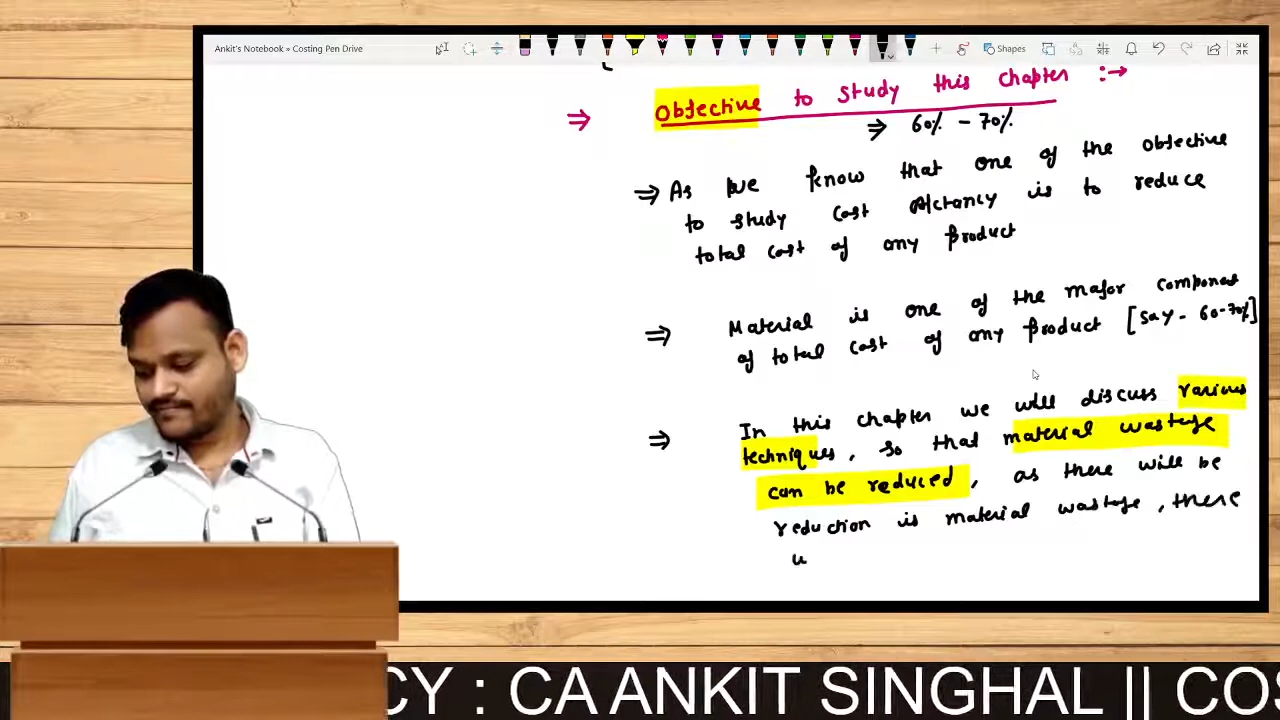 Ankit's Notebook » Costing Pen Drive
Shapes
Objective to study this chapter :→
⇒ 60% - 70%
⇒ As we know that one of the objective
to study cost is to reduce
total cost of any product
⇒ Material is one of the major component
of total cost of any product [say - 60-70%]
⇒ In this chapter we will discuss various
techniques, so that material wastage
can be reduced, as there will be
reduction is material wastage, there
CY : CA ANKIT SINGHAL || COS